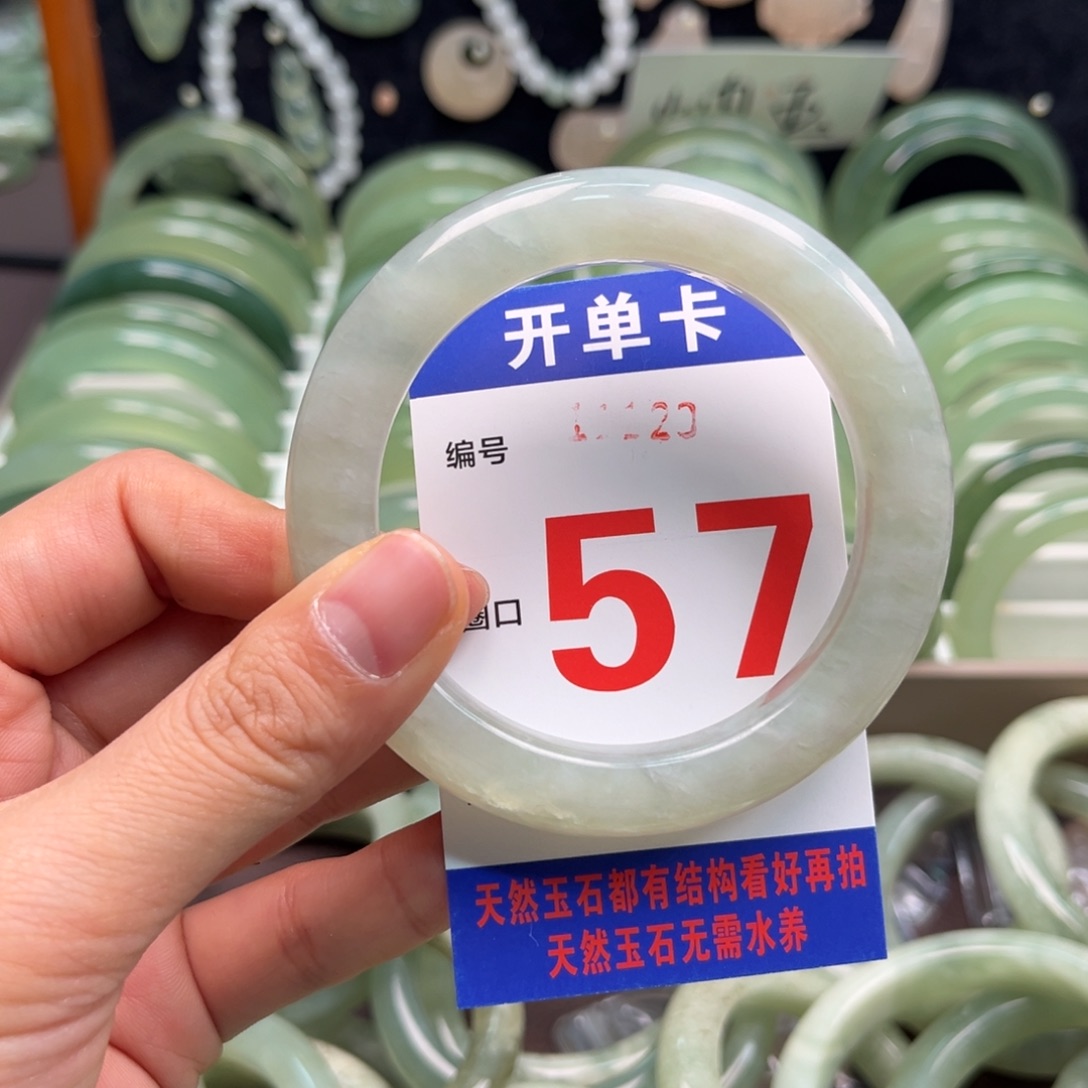 开单卡
编号
圈口 57
天然玉石都有结构看好再拍
天然玉石无需水养